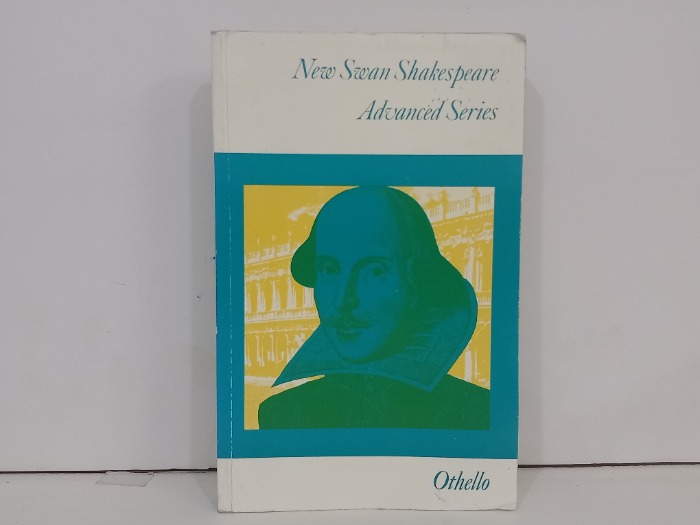 New Swan Shakespeare
Advanced Series
Othello